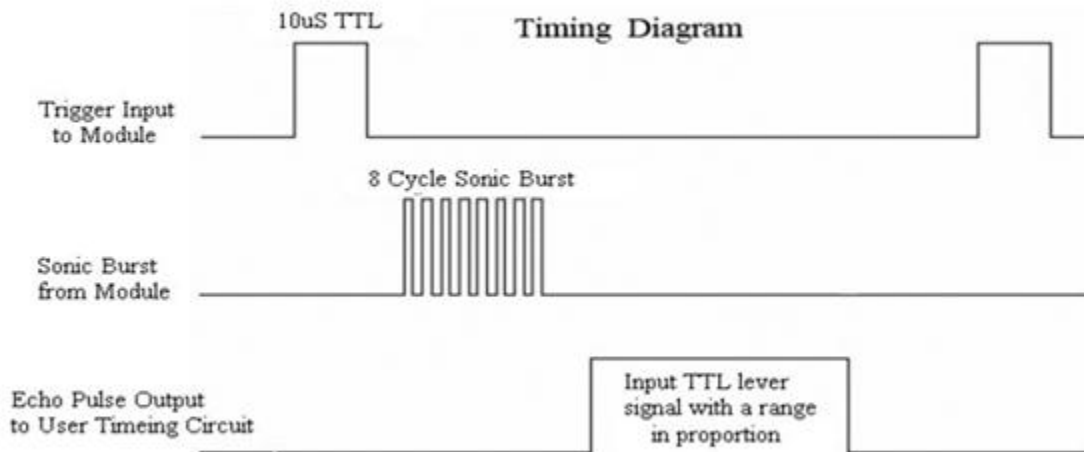 10uS TTL
Timing Diagram
Trigger Input
to Module
8 Cycle Sonic Burst
Sonic Burst
from Module
Echo Pulse Output
to User Timeing Circuit
Input TTL lever
signal with a range
in proportion